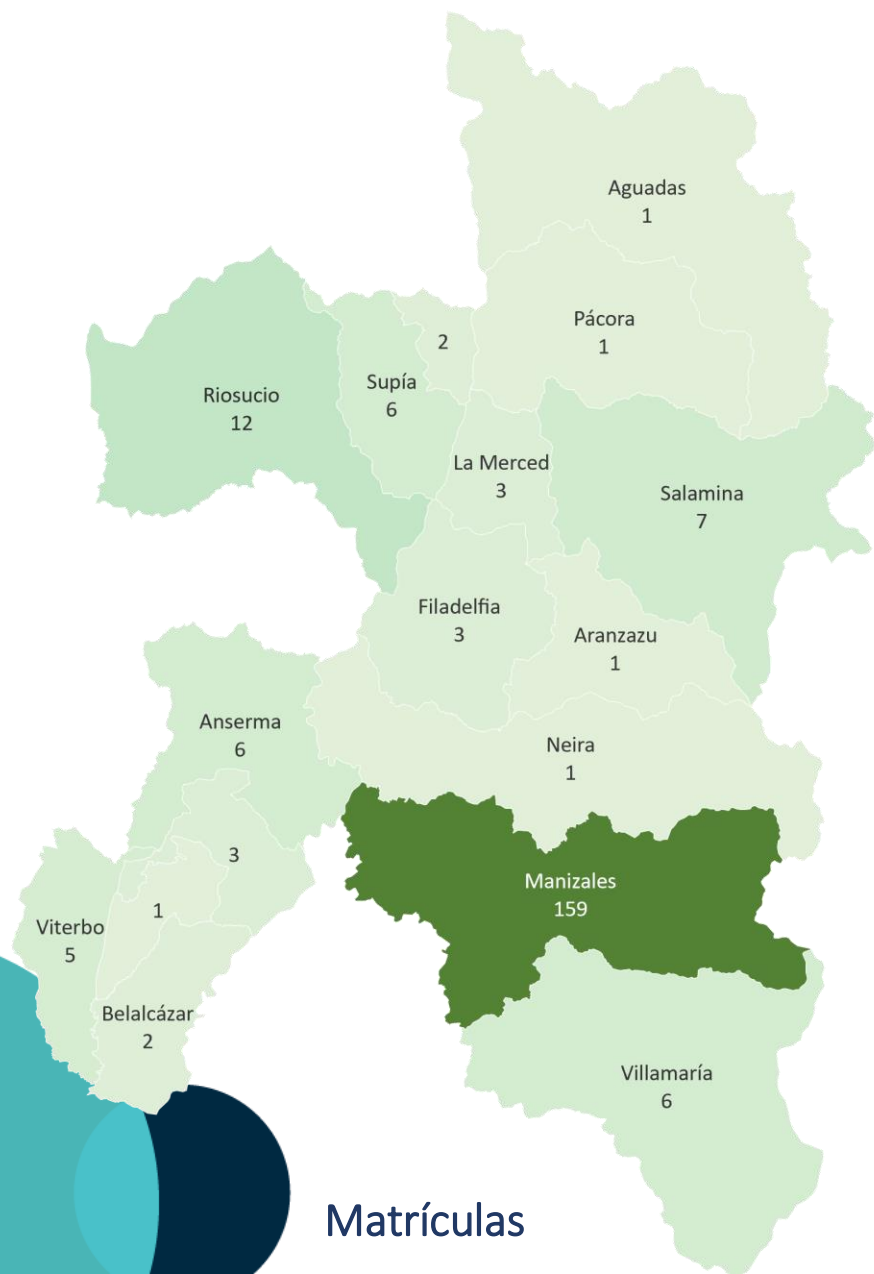 Aguadas
1
Pácora
1
2
Supía
6
Riosucio
12
La Merced
3
Salamina
7
Filadelfia
3
Aranzazu
1
Anserma
6
Neira
1
3
Manizales
159
1
Viterbo
5
Belalcázar
2
Villamaría
6
Matrículas